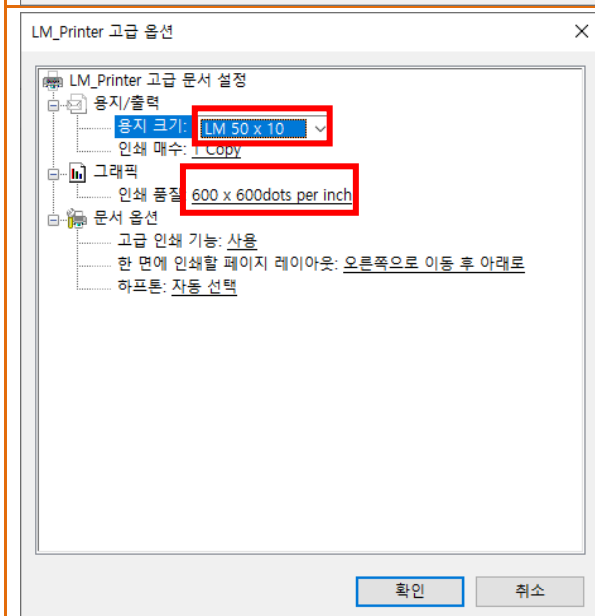 LM_Printer 고급 옵션
LM_Printer 고급 문서 설정
용지/출력
용지 크기: LM 50 x 10
인쇄 매수: 1 Copy
그래픽
인쇄 품질: 600 x 600dots per inch
문서 옵션
고급 인쇄 기능: 사용
한 면에 인쇄할 페이지 레이아웃: 오른쪽으로 이동 후 아래로
하프톤: 자동 선택
확인 취소